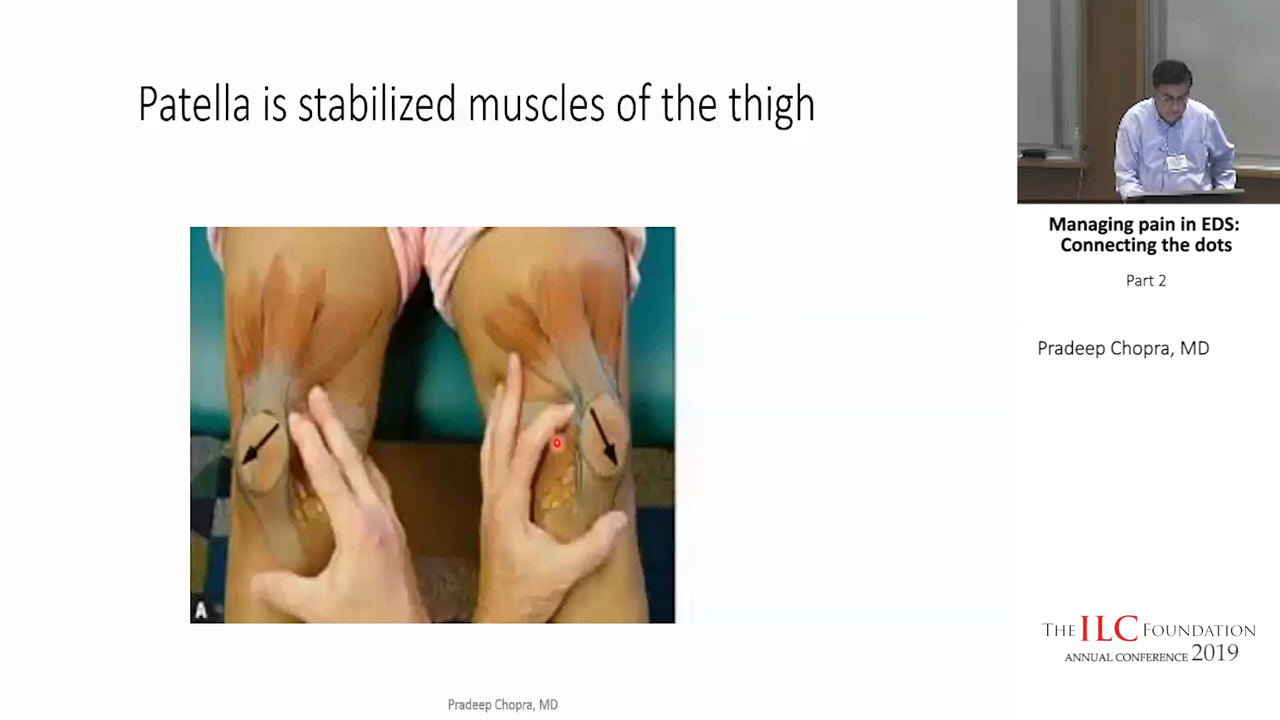 Patella is stabilized muscles of the thigh
A
Pradeep Chopra, MD
Managing pain in EDS:
Connecting the dots
Part 2
Pradeep Chopra, MD
THE ILC FOUNDATION
ANNUAL CONFERENCE 2019